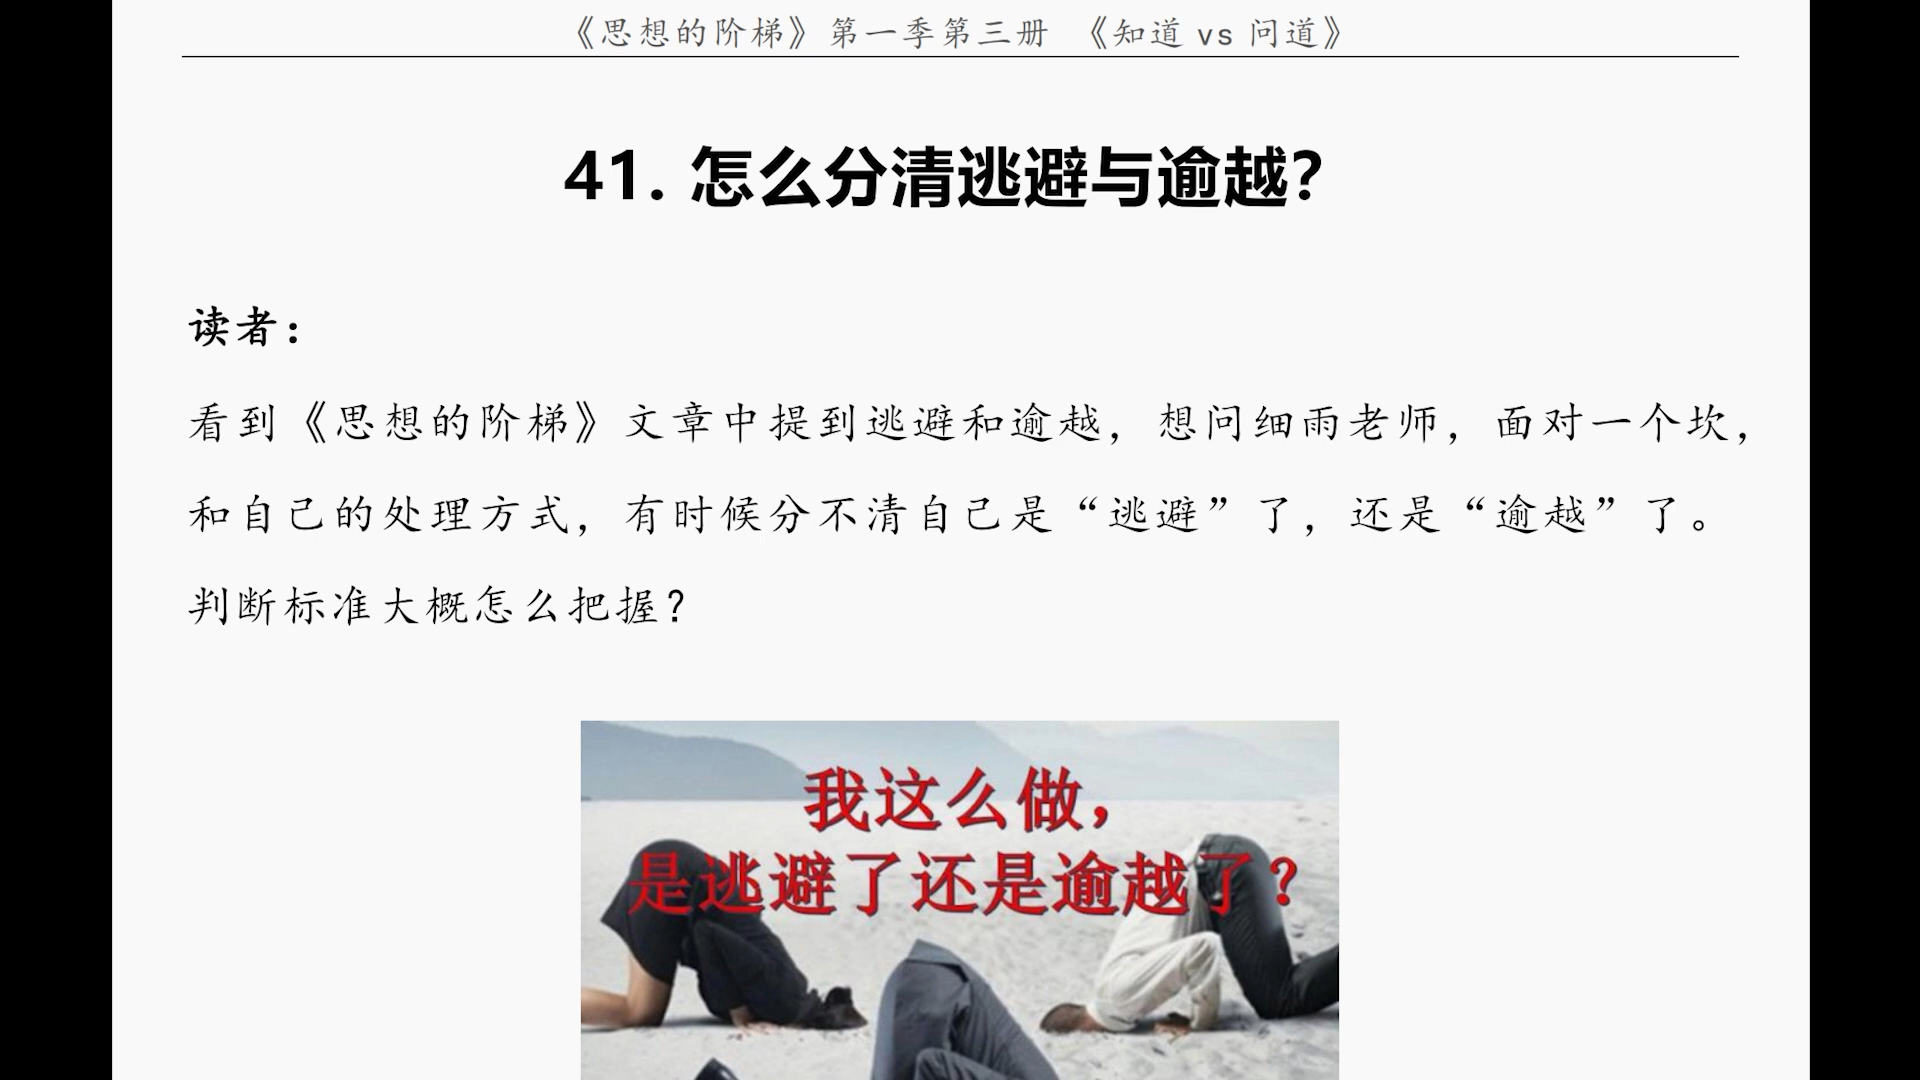 《思想的阶梯》第一季第三册 《知道 vs 问道》
41. 怎么分清逃避与逾越？
读者：
看到《思想的阶梯》文章中提到逃避和逾越，想问细雨老师，面对一个坎，
和自己的处理方式，有时候分不清自己是“逃避”了，还是“逾越”了。
判断标准大概怎么把握？
我这么做，
是逃避了还是逾越了？